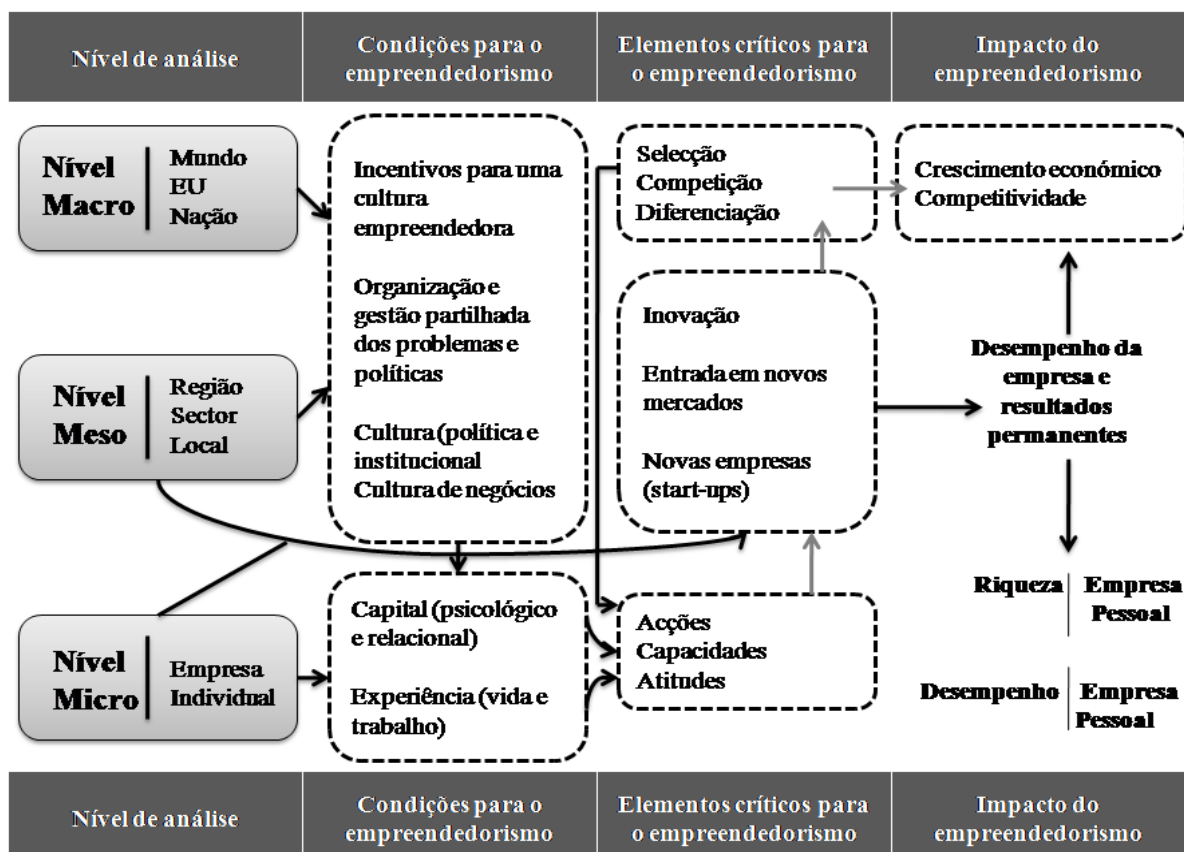 Nível de análise
Condições para o
empreendedorismo
Elementos críticos para
o empreendedorismo
Impacto do
empreendedorismo
Nível
Macro
Mundo
EU
Nação
Incentivos para uma
cultura
empreendedora
Organização e
gestão partilhada
dos problemas e
políticas
Cultura (política e
institucional
Cultura de negócios
Selecção
Competição
Diferenciação
Crescimento económico
Competitividade
Nível
Meso
Região
Sector
Local
Inovação
Entrada em novos
mercados
Novas empresas
(start-ups)
Desempenho da
empresa e
resultados
permanentes
Nível
Micro
Empresa
Individual
Capital (psicológico
e relacional)
Experiência (vida e
trabalho)
Acções
Capacidades
Atitudes
Riqueza
Empresa
Pessoal
Desempenho
Empresa
Pessoal
Nível de análise
Condições para o
empreendedorismo
Elementos críticos para
o empreendedorismo
Impacto do
empreendedorismo